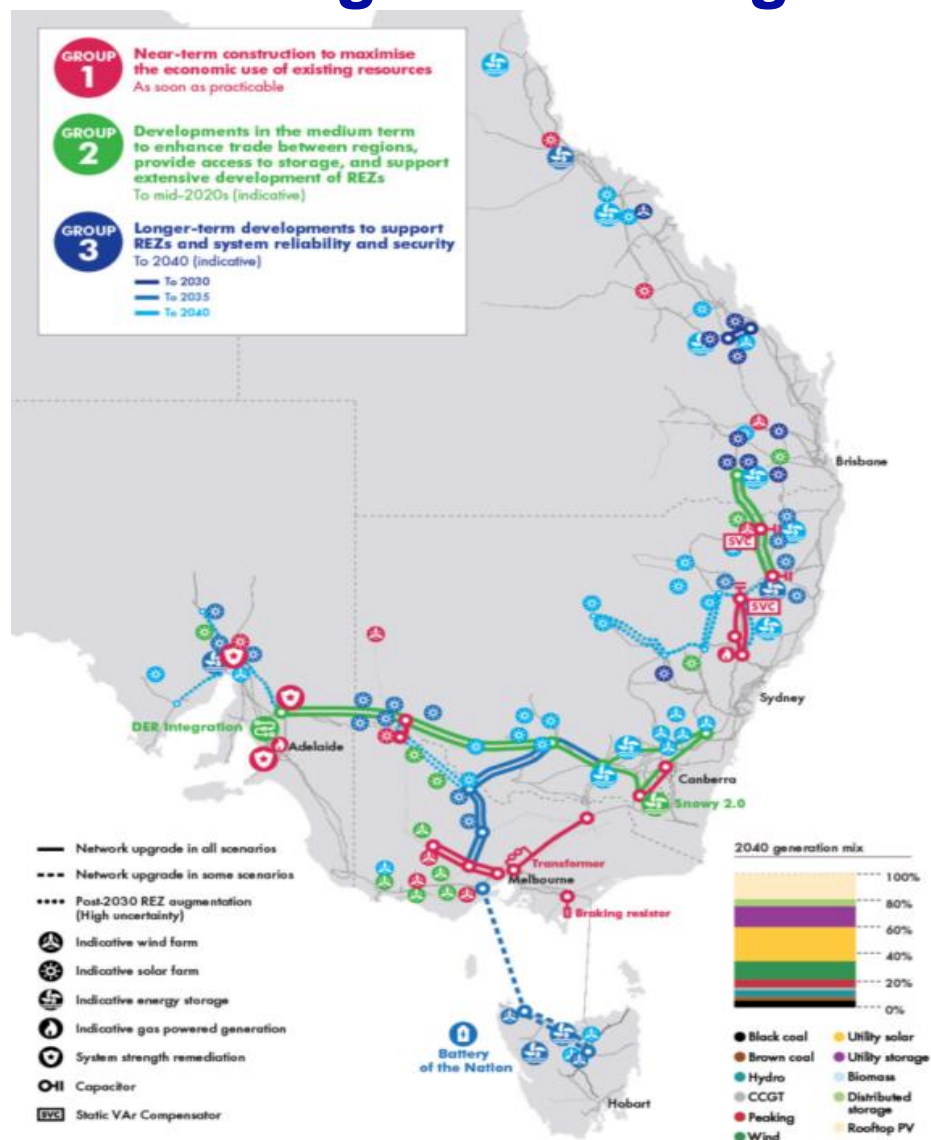 GROUP
1
Near-term construction to maximise
the economic use of existing resources
As soon as practicable
GROUP
2
Developments in the medium term
to enhance trade between regions,
provide access to storage, and support
extensive development of REZs
To mid-2020s (indicative)
GROUP
3
Longer-term developments to support
REZs and system reliability and security
To 2040 (indicative)
To 2030
To 2035
To 2040
Brisbane
SVC
SVC
Sydney
DER Integration
Adelaide
Canberra
Snowy 2.0
Transformer
Melbourne
Braking resistor
Battery
of the Nation
Hobart
Network upgrade in all scenarios
Network upgrade in some scenarios
Post-2030 REZ augmentation
(High uncertainty)
Indicative wind farm
Indicative solar farm
Indicative energy storage
Indicative gas powered generation
System strength remediation
Capacitor
SVC Static VAr Compensator
2040 generation mix
100%
80%
60%
40%
20%
0%
Black coal
Brown coal
Hydro
CCGT
Peaking
Wind
Utility solar
Utility storage
Biomass
Distributed
storage
Rooftop PV